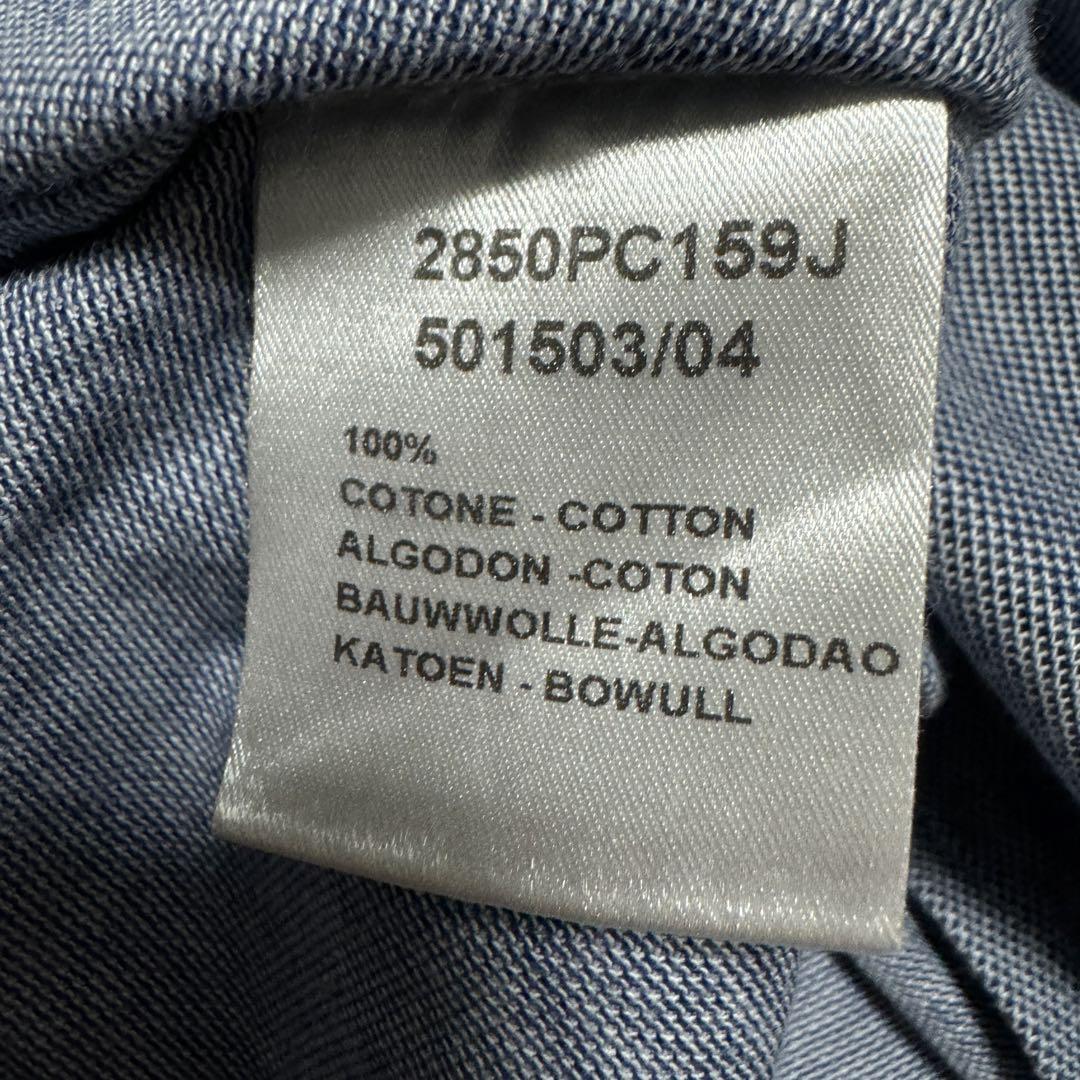 2850PC159J
501503/04
100%
COTONE - COTTON
ALGODON -COTON
BAUWWOLLE-ALGODAO
KATOEN - BOWULL